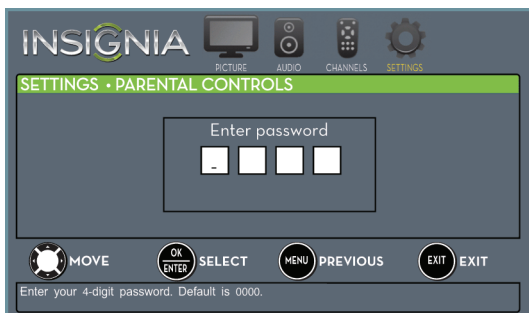 INSIGNIA
PICTURE AUDIO CHANNELS SETTINGS
SETTINGS • PARENTAL CONTROLS
Enter password
_
MOVE OK ENTER SELECT MENU PREVIOUS EXIT EXIT
Enter your 4-digit password. Default is 0000.